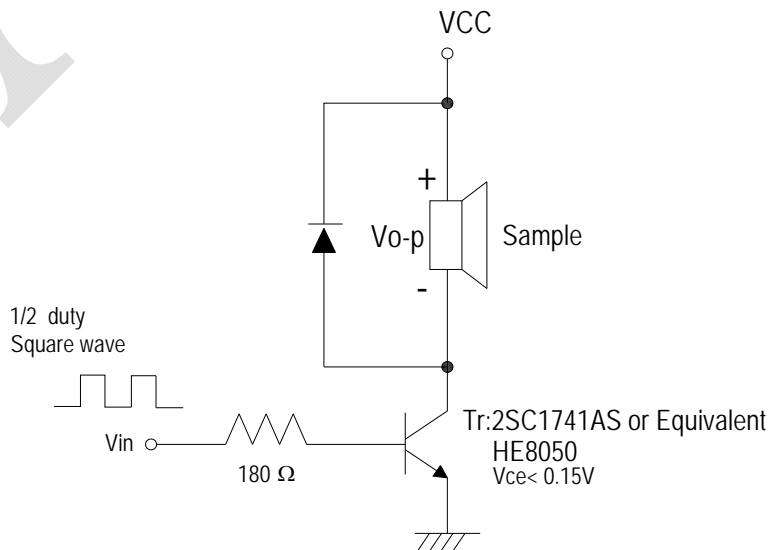 VCC
+
Vo-p
Sample
-
1/2 duty
Square wave
Vin
180 Ω
Tr:2SC1741AS or Equivalent
HE8050
Vce< 0.15V